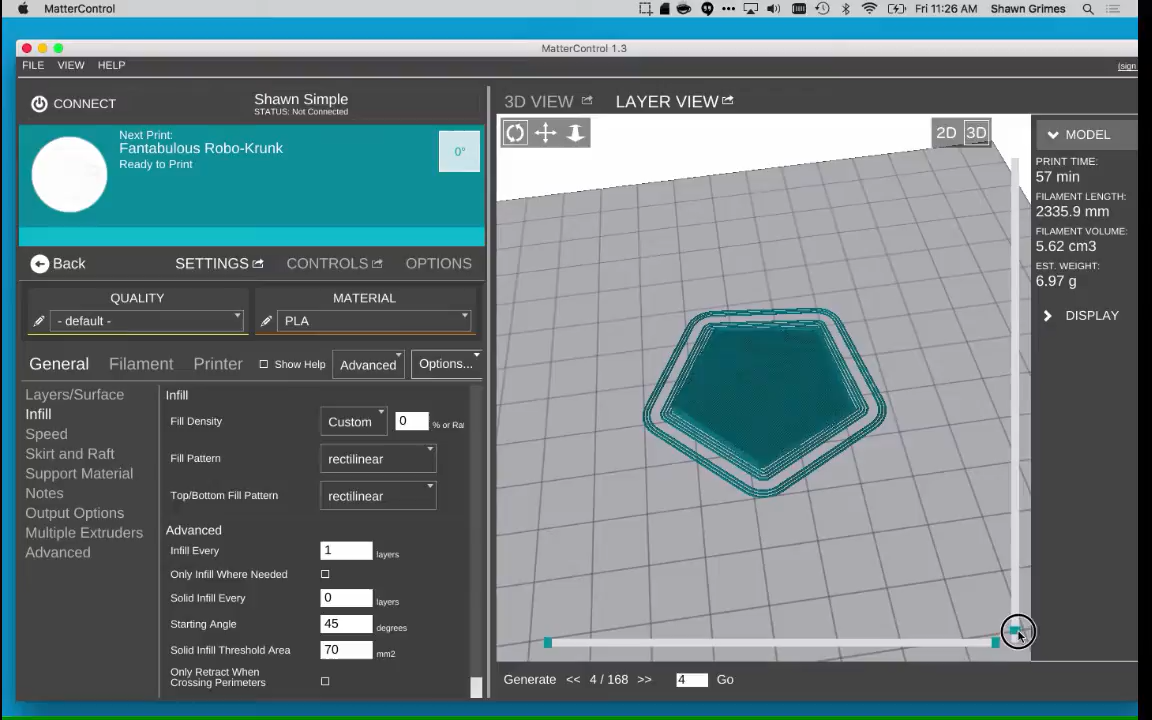 MatterControl
Fri 11:26 AM Shawn Grimes
MatterControl 1.3
FILE VIEW HELP
(sign
CONNECT
Shawn Simple
STATUS: Not Connected
Next Print:
Fantabulous Robo-Krunk
Ready to Print
0°
Back
SETTINGS
CONTROLS
OPTIONS
QUALITY
MATERIAL
- default -
PLA
General
Filament
Printer
Show Help
Advanced
Options...
Layers/Surface
Infill
Speed
Skirt and Raft
Support Material
Notes
Output Options
Multiple Extruders
Advanced
Infill
Fill Density
Custom
0
% or Ra
Fill Pattern
rectilinear
Top/Bottom Fill Pattern
rectilinear
Advanced
Infill Every
1
layers
Only Infill Where Needed
Solid Infill Every
0
layers
Starting Angle
45
degrees
Solid Infill Threshold Area
70
mm2
Only Retract When
Crossing Perimeters
3D VIEW
LAYER VIEW
2D
3D
MODEL
PRINT TIME:
57 min
FILAMENT LENGTH:
2335.9 mm
FILAMENT VOLUME:
5.62 cm3
EST. WEIGHT:
6.97 g
DISPLAY
Generate << 4 / 168 >> 4 Go